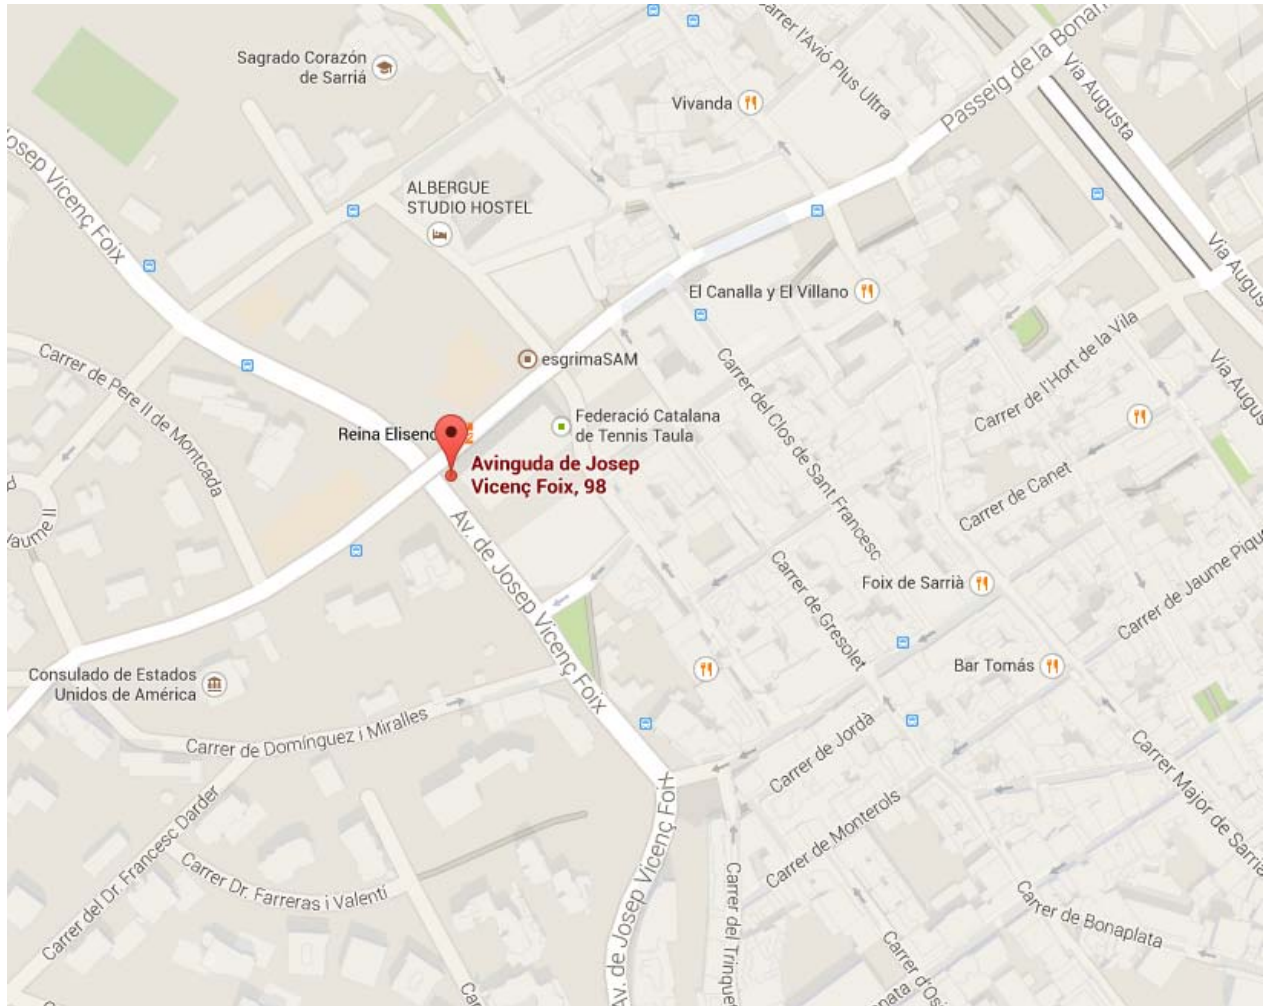 Sagrado Corazón
de Sarriá
Carrer l'Avió Plus Ultra
Passeig de la
Via Augusta
Vivanda
Josep Vicenç Foix
ALBERGUE
STUDIO HOSTEL
Via
El Canalla y El Villano
esgrimaSAM
Carrer de Pere II de Montcada
Carrer del Clos de Sant Francesc
Carrer de l'Hort de la Vila
Via
Federació Catalana
de Tennis Taula
Reina
Avinguda de Josep
Vicenç Foix, 98
Carrer de Canet
Jaume II
Av. de Josep Vicenç Foix
Carrer de Gresolet
Foix de Sarrià
Carrer de Jaume
Bar Tomás
Consulado de Estados
Unidos de América
Carrer de Domínguez i Miralles
Carrer de Jordà
Carrer Major de Sarrià
Carrer de Monterols
Carrer del Dr. Francesc Darder
Carrer Dr. Farreras i Valentí
Av. de Josep Vicenç Foix
Carrer del Trinquet
Carrer de Bonaplata
Carrer